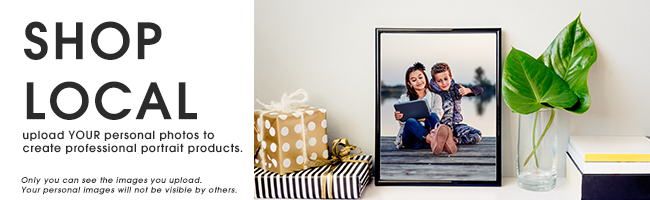 SHOP
LOCAL
upload YOUR personal photos to
create professional portrait products.
Only you can see the images you upload.
Your personal images will not be visible by others.